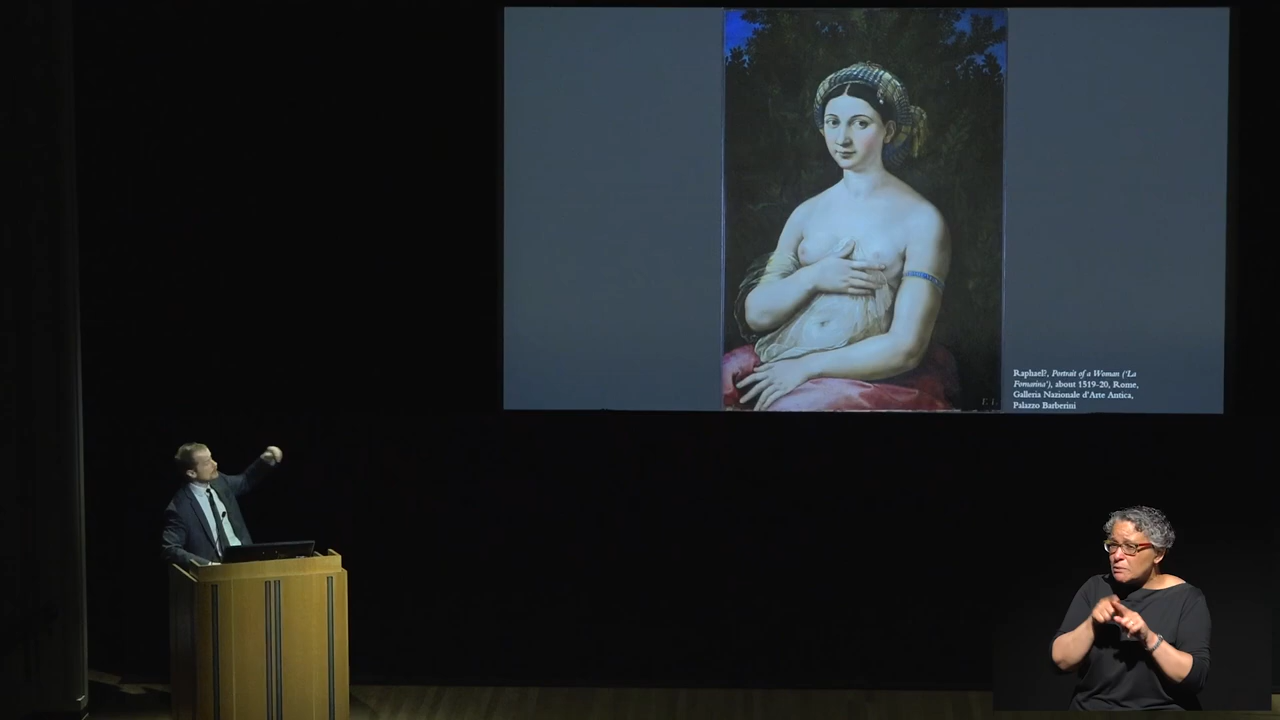 Raphael?, Portrait of a Woman ('La
Fornarina'), about 1519-20, Rome,
Galleria Nazionale d'Arte Antica,
Palazzo Barberini